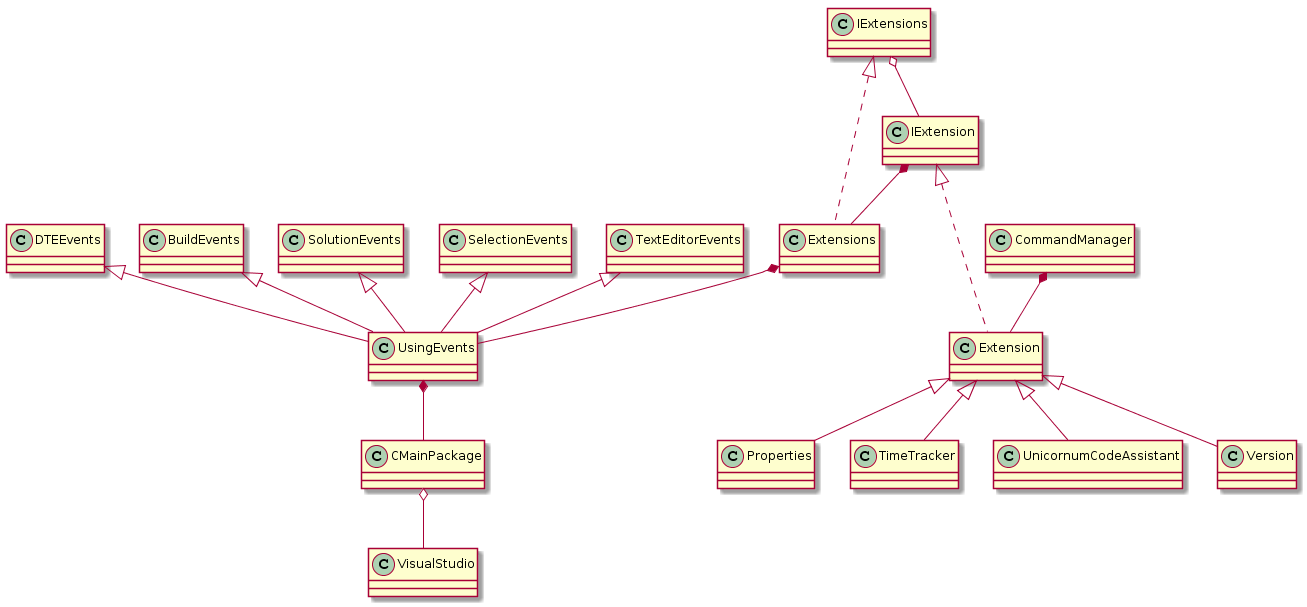 C IExtensions
C IExtension
C DTEEvents
C BuildEvents
C SolutionEvents
C SelectionEvents
C TextEditorEvents
C Extensions
C CommandManager
C UsingEvents
C Extension
C CMainPackage
C Properties
C TimeTracker
C UnicornumCodeAssistant
C Version
C VisualStudio